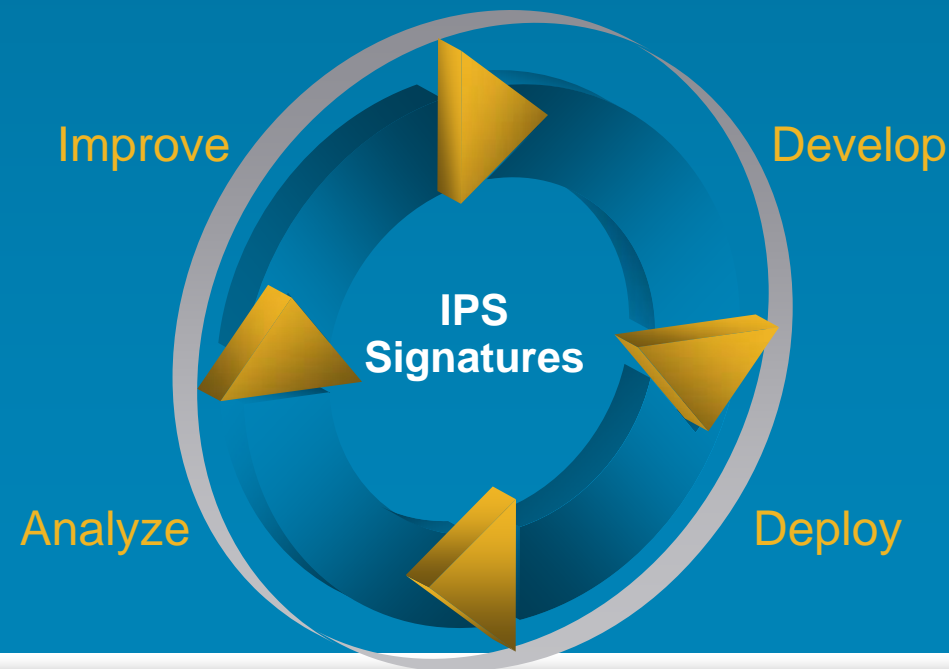 Improve
Develop
IPS
Signatures
Analyze
Deploy